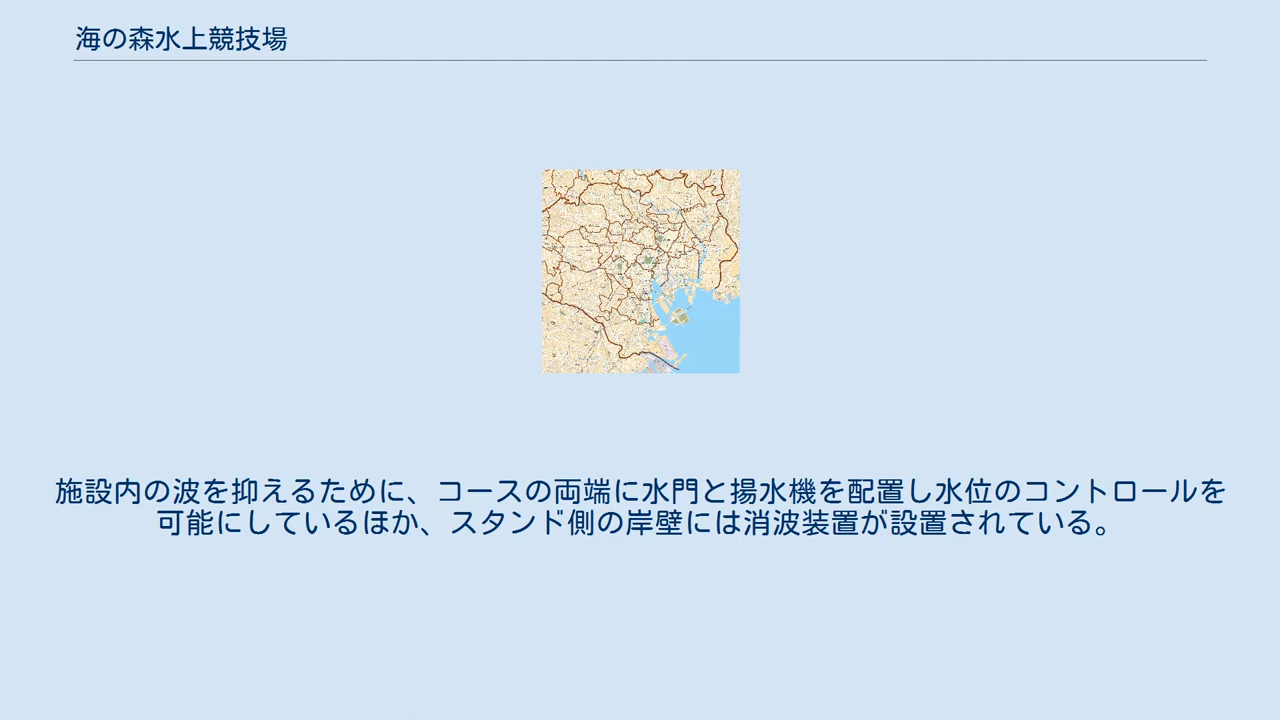 海の森水上競技場
施設内の波を抑えるために、コースの両端に水門と揚水機を配置し水位のコントロールを
可能にしているほか、スタンド側の岸壁には消波装置が設置されている。